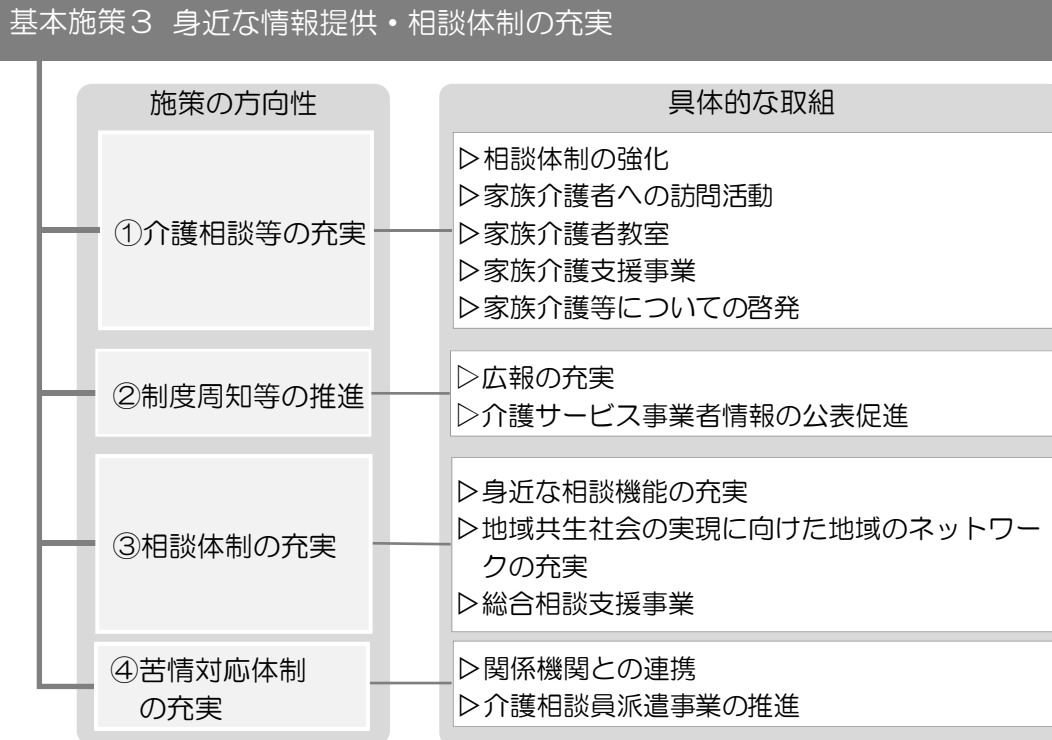 基本施策３ 身近な情報提供・相談体制の充実
施策の方向性
具体的な取組
①介護相談等の充実
▷相談体制の強化
▷家族介護者への訪問活動
▷家族介護者教室
▷家族介護支援事業
▷家族介護等についての啓発
②制度周知等の推進
▷広報の充実
▷介護サービス事業者情報の公表促進
③相談体制の充実
▷身近な相談機能の充実
▷地域共生社会の実現に向けた地域のネットワー
クの充実
▷総合相談支援事業
④苦情対応体制
の充実
▷関係機関との連携
▷介護相談員派遣事業の推進